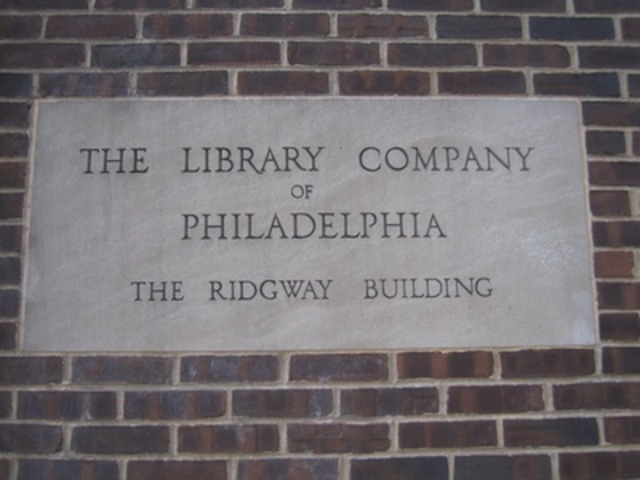 THE LIBRARY COMPANY
OF
PHILADELPHIA
THE RIDGWAY BUILDING